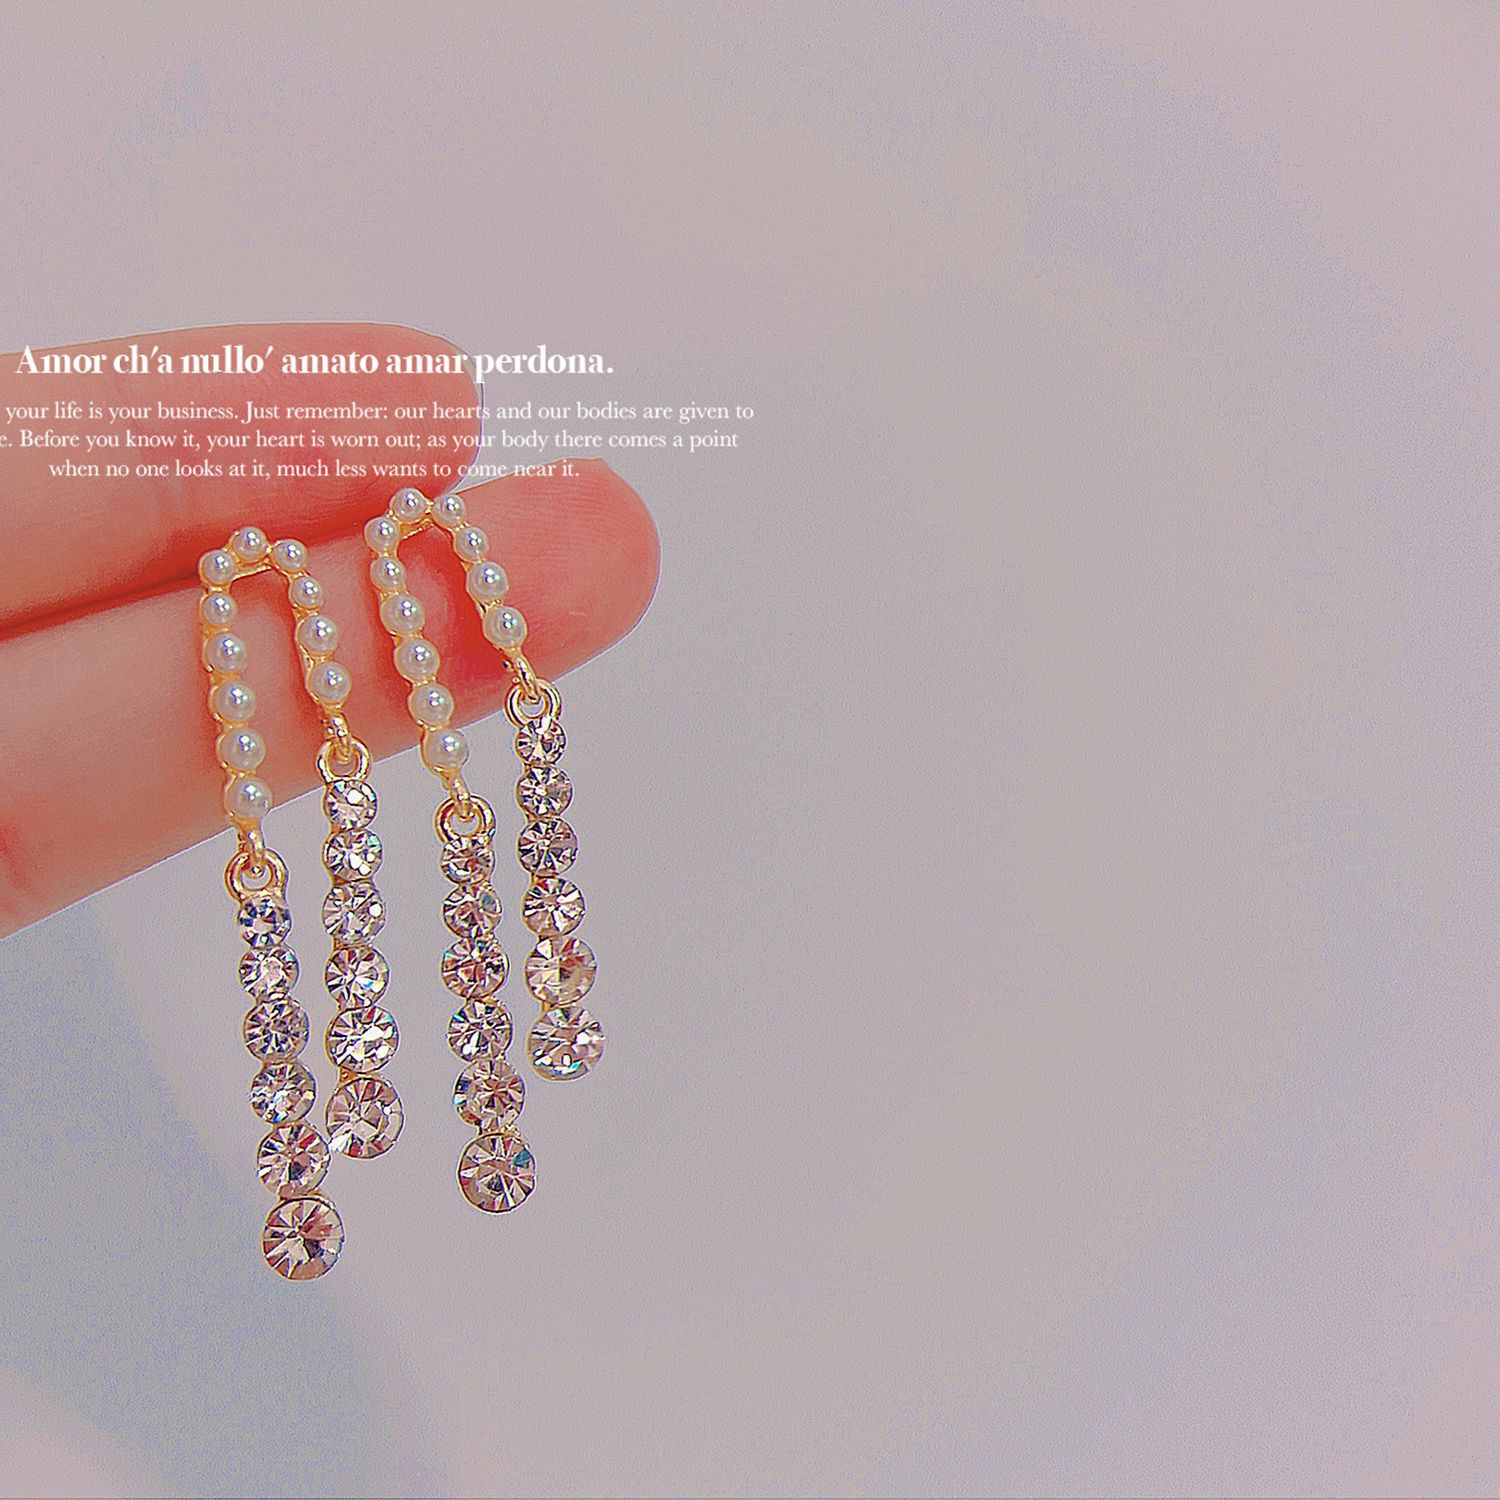 Amor ch'a nullo' amato amar perdona.
your life is your business. Just remember: our hearts and our bodies are given to
e. Before you know it, your heart is worn out; as your body there comes a point
when no one looks at it, much less wants to come near it.